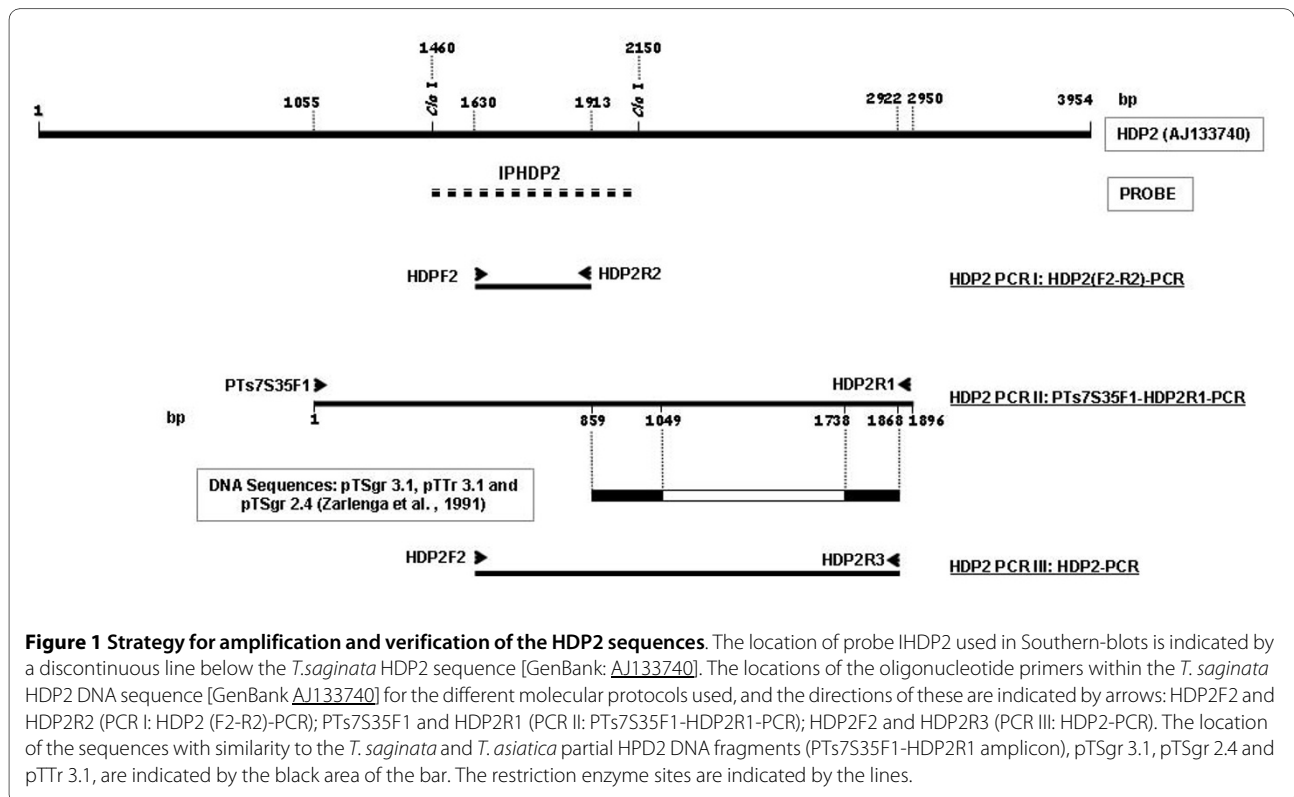 1460
2150
Cla I
Cla I
1
1055
1630
1913
2922 2950
3954
bp
HDP2 (AJ133740)
IPHDP2
PROBE
HDPF2
HDP2R2
HDP2 PCR I: HDP2(F2-R2)-PCR
PTs7S35F1
HDP2R1
HDP2 PCR II: PTs7S35F1-HDP2R1-PCR
bp
1
859
1049
1738
1868
1896
DNA Sequences: pTSgr 3.1, pTTr 3.1 and
pTSgr 2.4 (Zarlenga et al. , 1991)
HDP2F2
HDP2R3
HDP2 PCR III: HDP2-PCR
Figure 1 Strategy for amplification and verification of the HDP2 sequences. The location of probe IHDP2 used in Southern-blots is indicated by
a discontinuous line below the T.saginata HDP2 sequence [GenBank: AJ133740]. The locations of the oligonucleotide primers within the T. saginata
HDP2 DNA sequence [GenBank AJ133740] for the different molecular protocols used, and the directions of these are indicated by arrows: HDP2F2 and
HDP2R2 (PCR I: HDP2 (F2-R2)-PCR); PTs7S35F1 and HDP2R1 (PCR II: PTs7S35F1-HDP2R1-PCR); HDP2F2 and HDP2R3 (PCR III: HDP2-PCR). The location
of the sequences with similarity to the T. saginata and T. asiatica partial HPD2 DNA fragments (PTs7S35F1-HDP2R1 amplicon), pTSgr 3.1, pTSgr 2.4 and
pTTr 3.1, are indicated by the black area of the bar. The restriction enzyme sites are indicated by the lines.